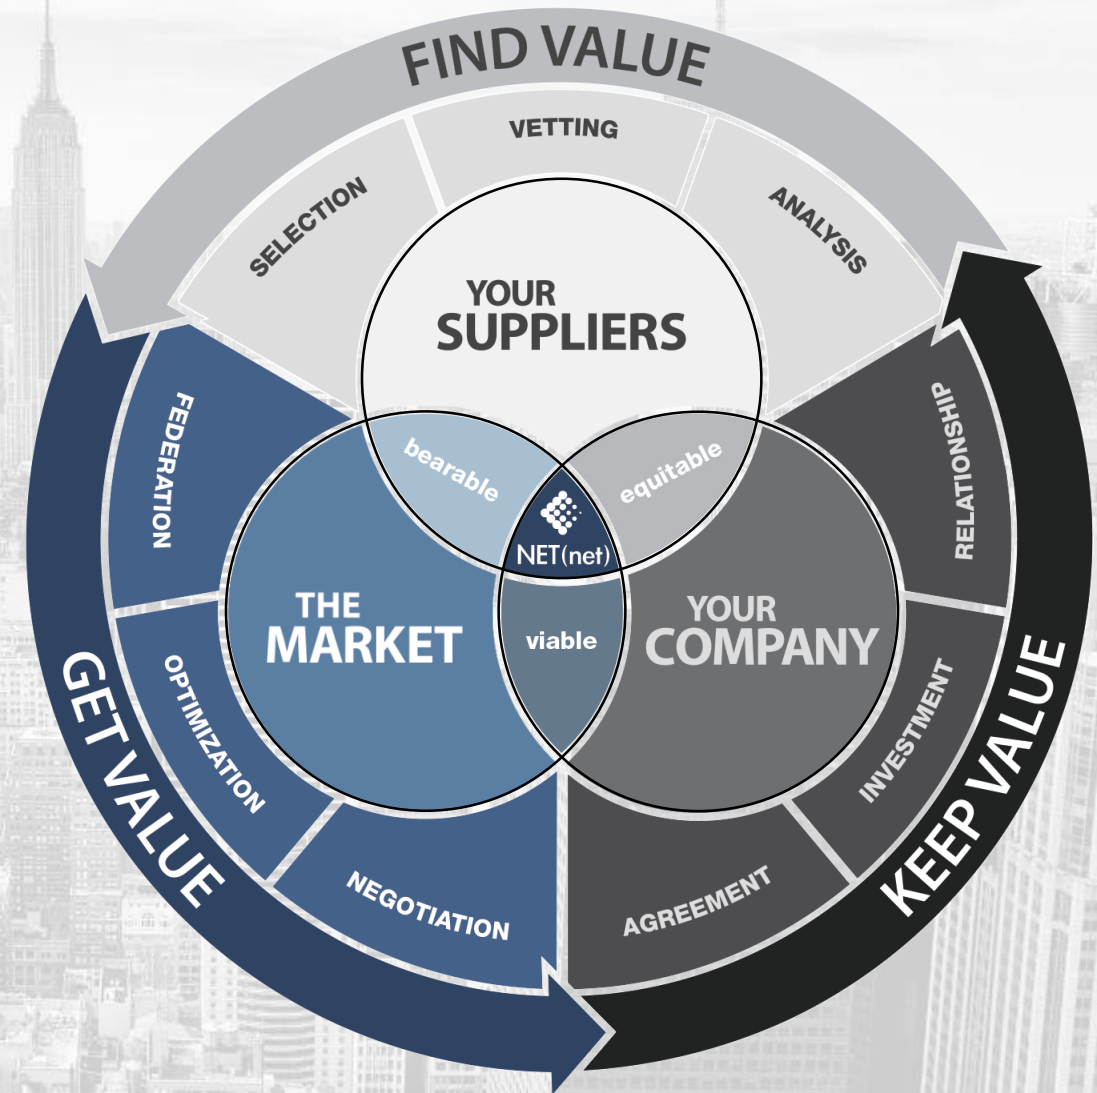 FIND VALUE
VETTING
SELECTION
ANALYSIS
YOUR
SUPPLIERS
FEDERATION
RELATIONSHIP
bearable
equitable
NET(net)
THE
MARKET
viable
YOUR
COMPANY
OPTIMIZATION
INVESTMENT
GET VALUE
KEEP VALUE
NEGOTIATION
AGREEMENT